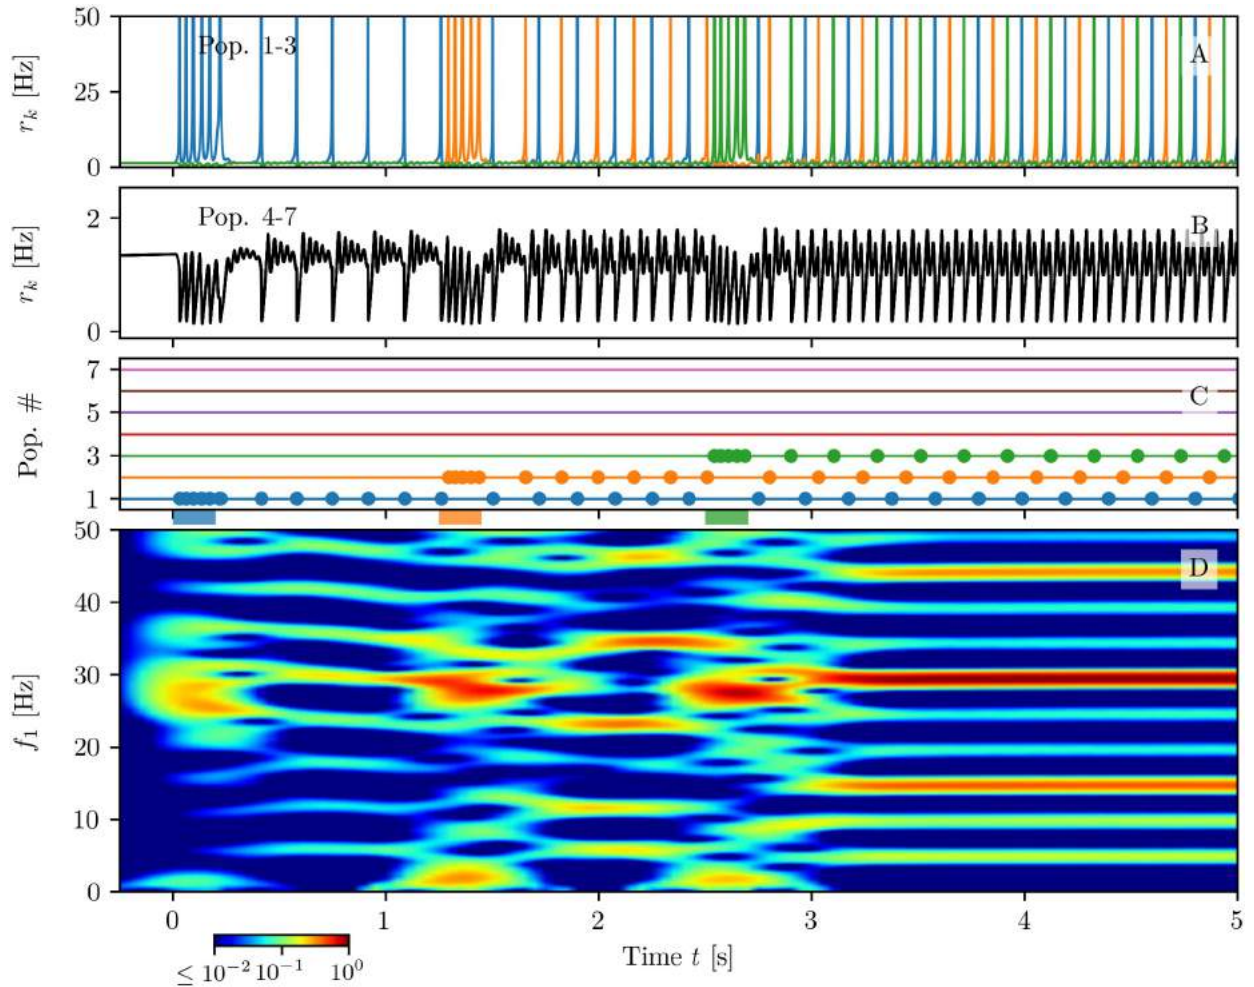 50
25
0
r_k [Hz]
Pop. 1-3
A
2
0
r_k [Hz]
Pop. 4-7
B
7
5
3
1
Pop. #
C
50
40
30
20
10
0
f_1 [Hz]
D
0 1 2 3 4 5
Time t [s]
≤ 10^{-2} 10^{-1} 10^0